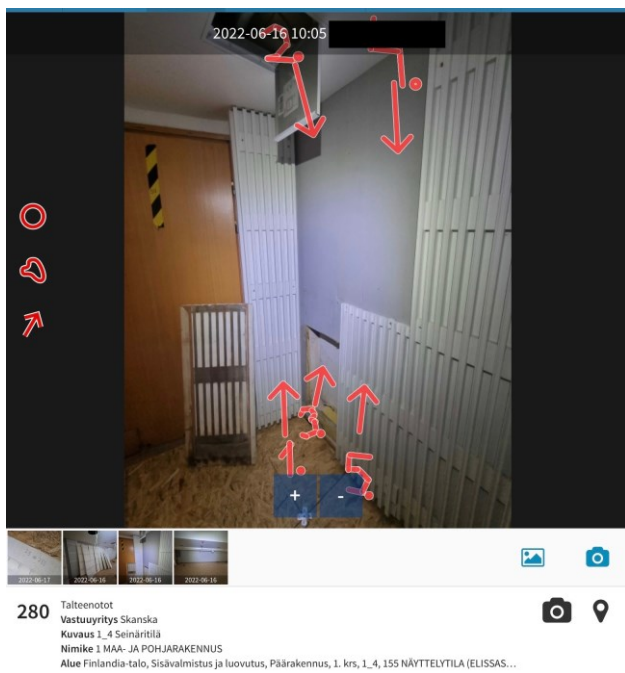 2022-06-16 10:05
2.
1.
1.
3.
5.
+ -
2022-06-17 2022-06-16 2022-06-16 2022-06-16
280 Talteenotot
Vastuuyritys Skanska
Kuvaus 1_4 Seinäritilä
Nimike 1 MAA- JA POHJARAKENNUS
Alue Finlandia-talo, Sisävalmistus ja luovutus, Päärakennus, 1. krs, 1_4, 155 NÄYTTELYTILA (ELISSAS…